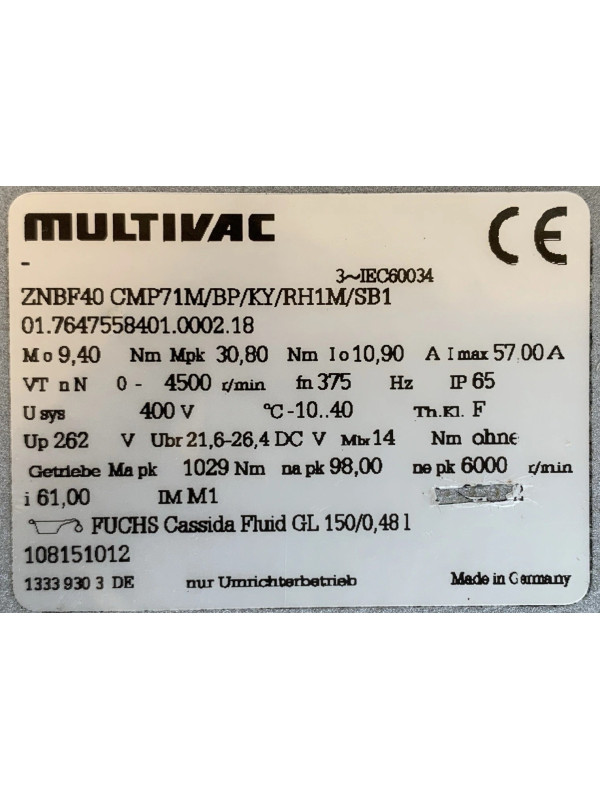 MULTIVAC
CE
-
3~IEC60034
ZNBF40 CMP71M/BP/KY/RH1M/SB1
01.7647558401.0002.18
Mo 9,40 Nm Mpk 30,80 Nm Io 10,90 A Imax 57,00 A
VT nN 0 - 4500 r/min fn 375 Hz IP 65
U sys 400 V °C -10..40 Th.Kl. F
Up 262 V Ubr 21,6-26,4 DC V Mbr 14 Nm ohne
Getriebe Ma pk 1029 Nm na pk 98,00 ne pk 6000 r/min
i 61,00 IM M1
FUCHS Cassida Fluid GL 150/0,48 l
108151012
1333 930 3 DE nur Umrichterbetrieb Made in Germany